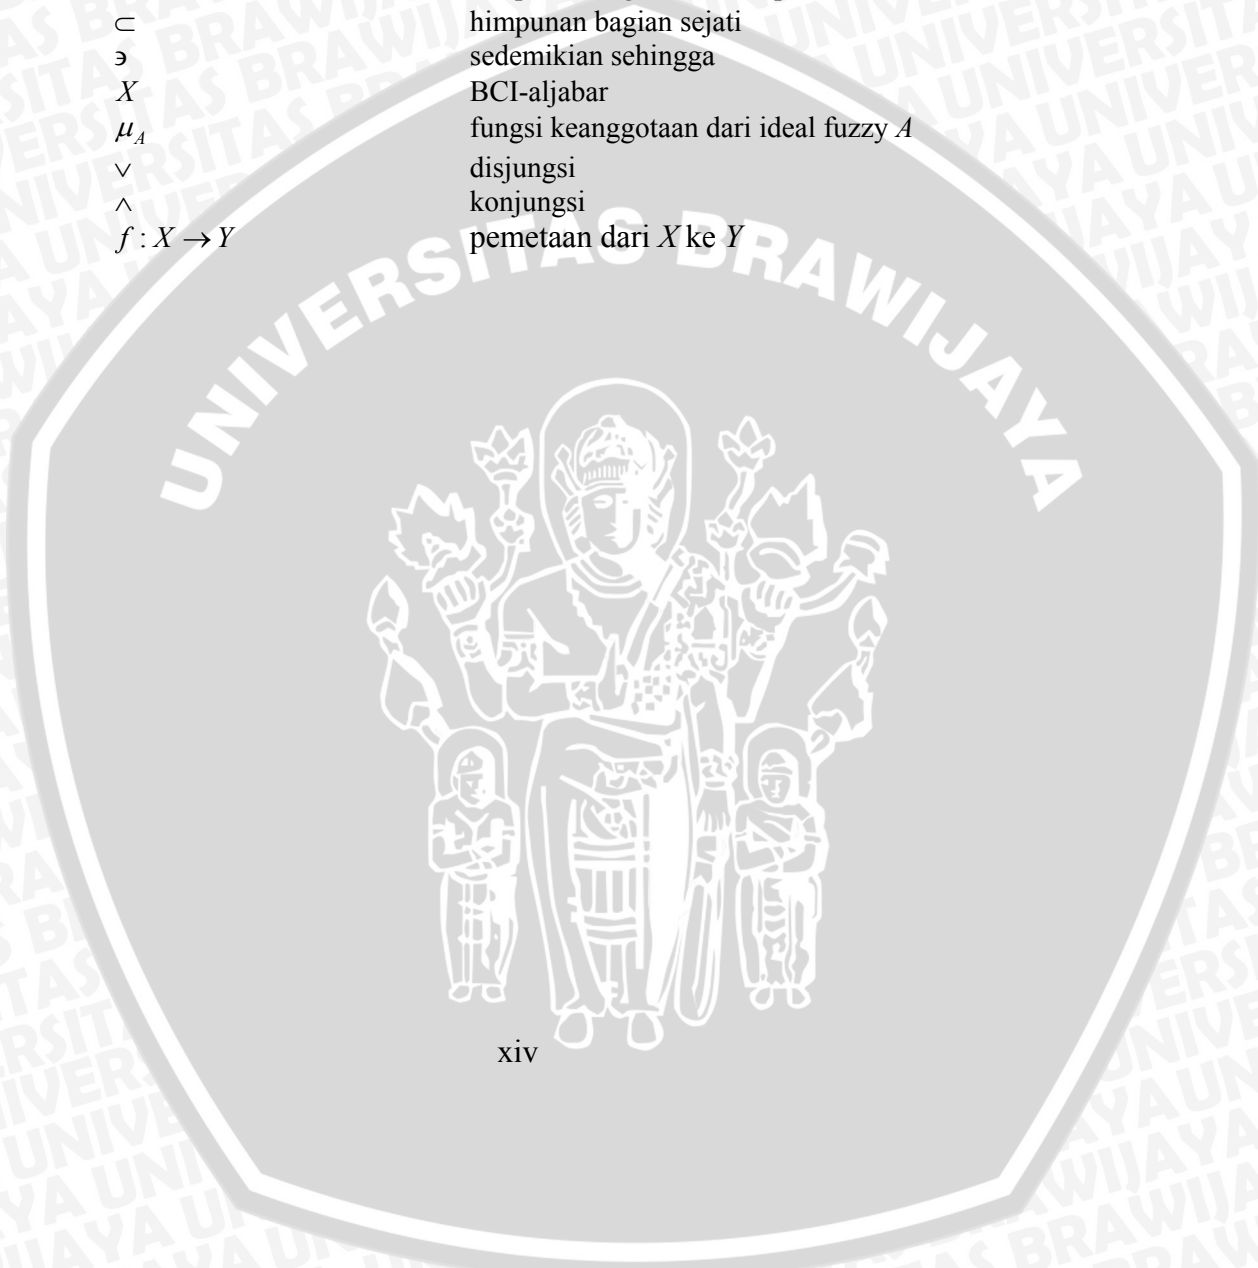 ⊂ himpunan bagian sejati
∍ sedemikian sehingga
X BCI-aljabar
μ_A fungsi keanggotaan dari ideal fuzzy A
∨ disjungsi
∧ konjungsi
f : X → Y pemetaan dari X ke Y
UNIVERSITAS BRAWIJAYA
xiv